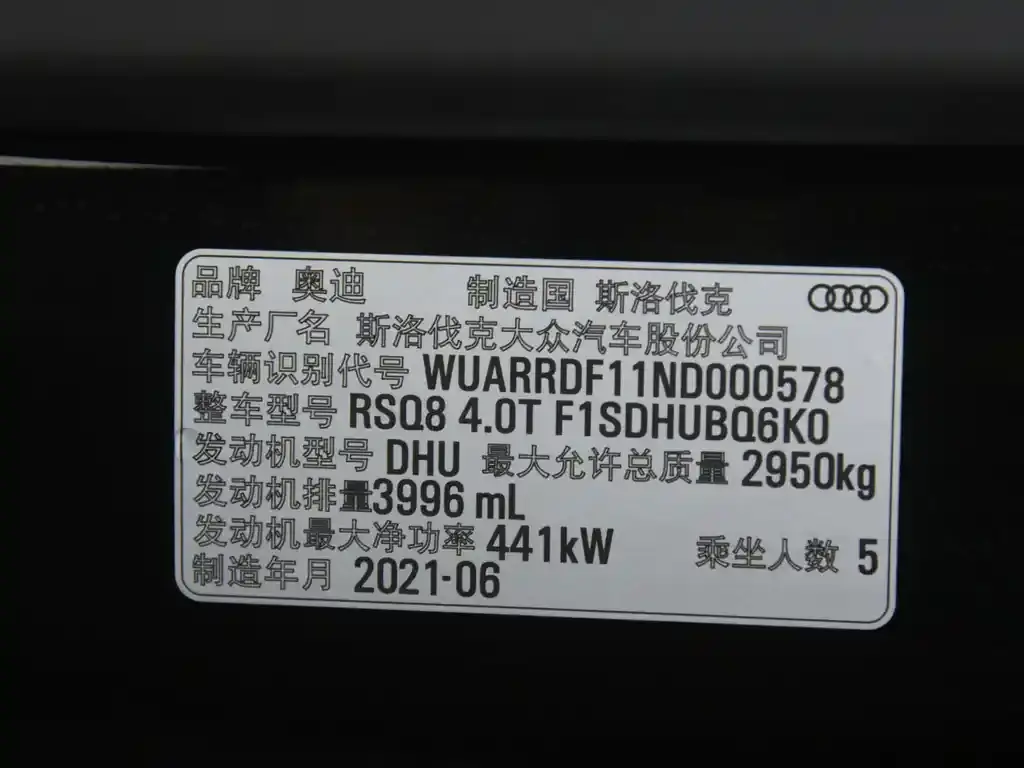 品牌 奥迪 制造国 斯洛伐克
生产厂名 斯洛伐克大众汽车股份公司
车辆识别代号 WUARRDF11ND000578
整车型号 RSQ8 4.0T F1SDHUBQ6K0
发动机型号 DHU 最大允许总质量 2950kg
发动机排量3996 mL
发动机最大净功率 441kW 乘坐人数 5
制造年月 2021-06